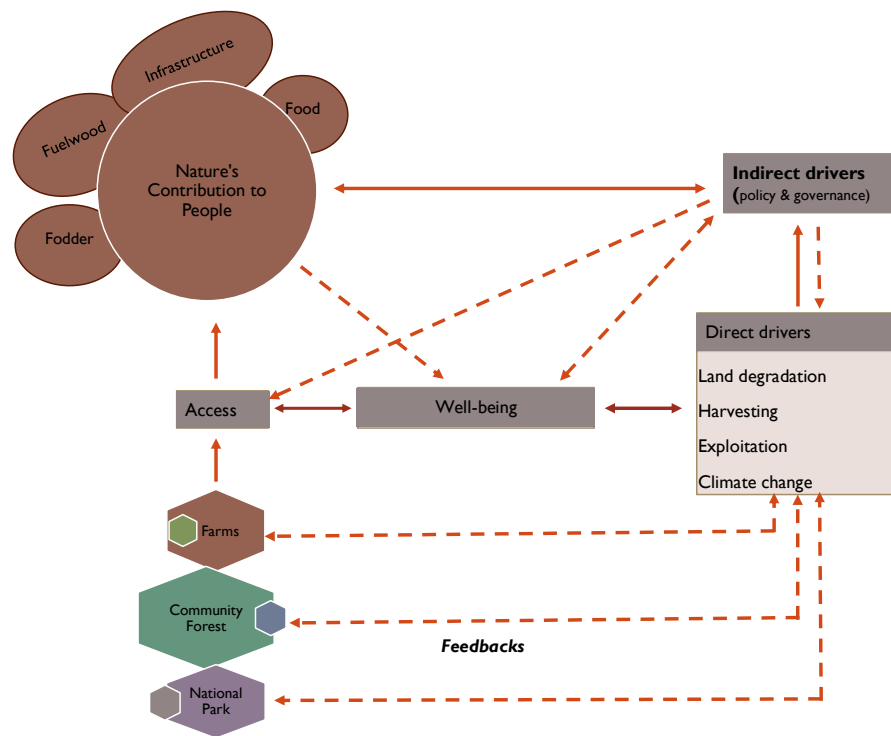 Infrastructure
Food
Fuelwood
Nature's
Contribution to
People
Fodder
Indirect drivers
(policy & governance)
Direct drivers
Land degradation
Harvesting
Exploitation
Climate change
Access
Well-being
Farms
Community
Forest
Feedbacks
National
Park